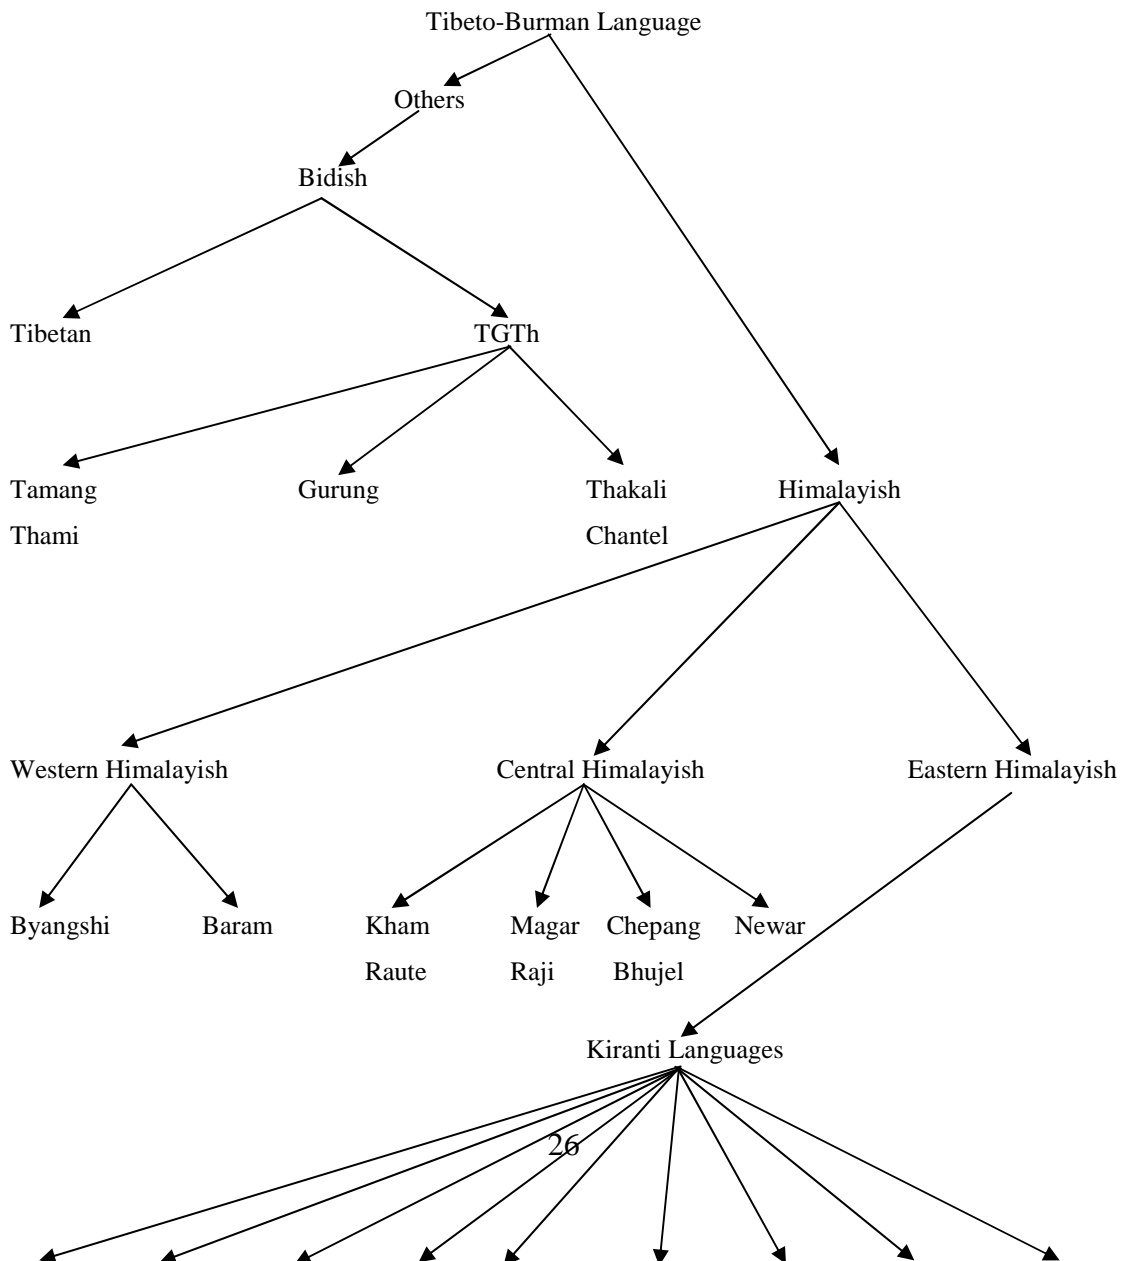 Tibeto-Burman Language
Others
Bidish
Tibetan TGTh
Tamang Gurung Thakali Himalayish
Thami Chantel
Western Himalayish Central Himalayish Eastern Himalayish
Byangshi Baram Kham Magar Chepang Newar
Raute Raji Bhujel
Kiranti Languages
26